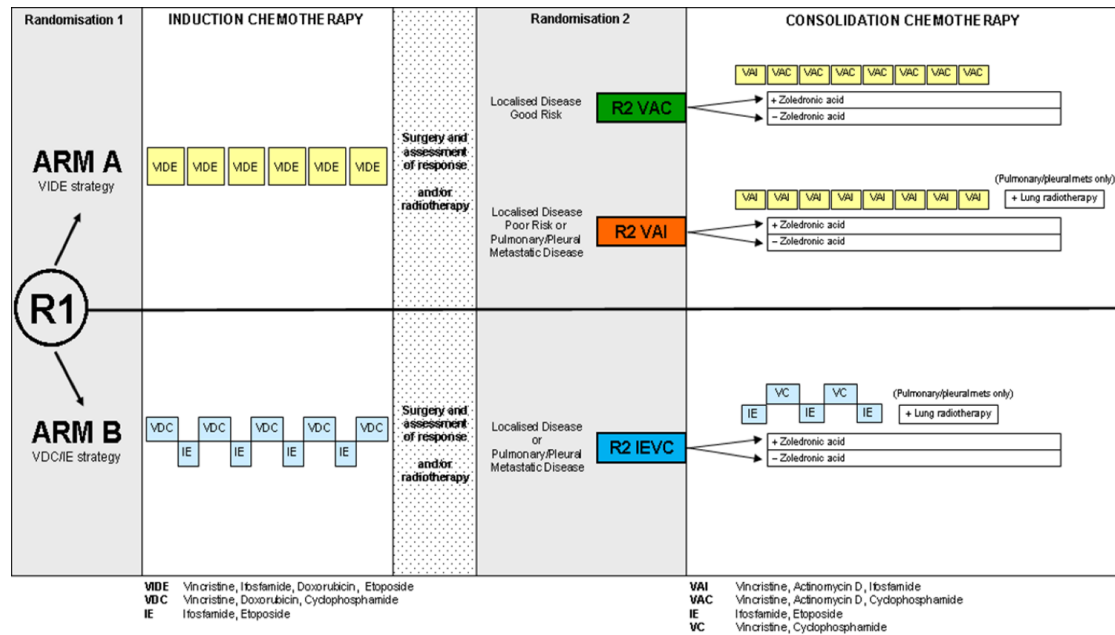 Randomisation 1
INDUCTION CHEMOTHERAPY
Randomisation 2
CONSOLIDATION CHEMOTHERAPY
ARM A
VIDE strategy
VIDE VIDE VIDE VIDE VIDE VIDE
Surgery and
assessment
of response
and/or
radiotherapy
Localised Disease
Good Risk
R2 VAC
VAI VAC VAC VAC VAC VAC VAC VAC
+ Zoledronic acid
– Zoledronic acid
Localised Disease
Poor Risk or
Pulmonary/Pleural
Metastatic Disease
R2 VAI
VAI VAI VAI VAI VAI VAI VAI VAI
(Pulmonary/pleural mets only)
+ Lung radiotherapy
+ Zoledronic acid
– Zoledronic acid
R1
ARM B
VDC/IE strategy
VDC VDC VDC VDC VDC
IE IE IE IE
Surgery and
assessment
of response
and/or
radiotherapy
Localised Disease
or
Pulmonary/Pleural
Metastatic Disease
R2 IEVC
VC VC
IE IE IE
(Pulmonary/pleural mets only)
+ Lung radiotherapy
+ Zoledronic acid
– Zoledronic acid
VIDE Vincristine, Ifosfamide, Doxorubicin, Etoposide
VDC Vincristine, Doxorubicin, Cyclophosphamide
IE Ifosfamide, Etoposide
VAI Vincristine, Actinomycin D, Ifosfamide
VAC Vincristine, Actinomycin D, Cyclophosphamide
IE Ifosfamide, Etoposide
VC Vincristine, Cyclophosphamide